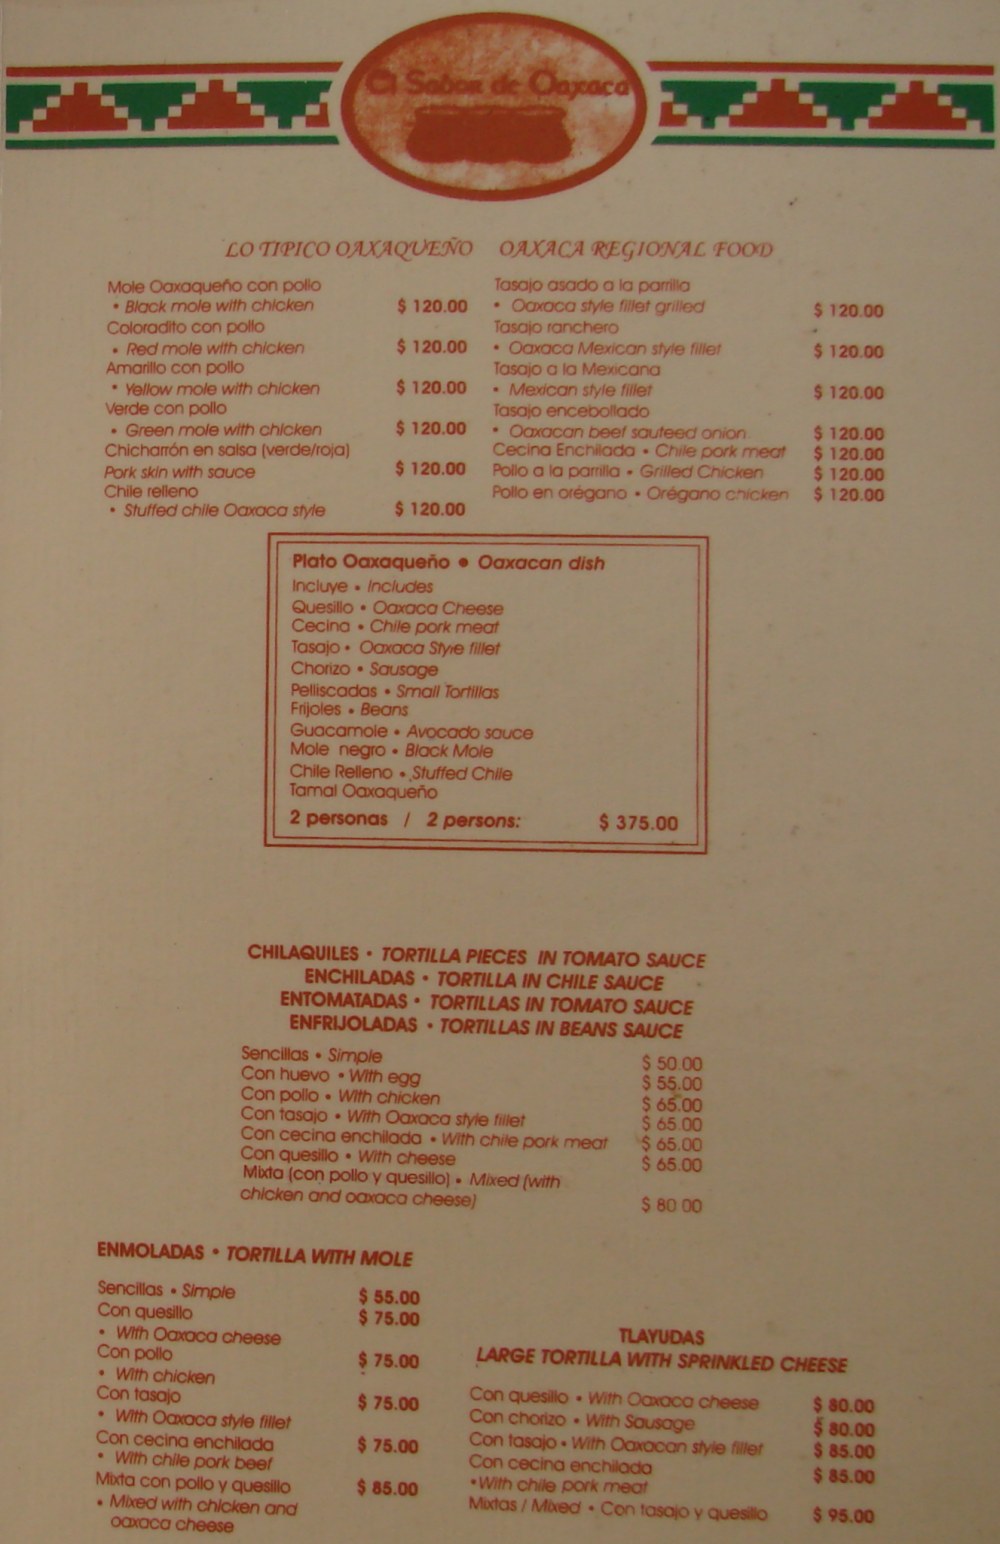 El Sabor de Oaxaca
LO TIPICO OAXAQUEÑO
Mole Oaxaqueño con pollo
• Black mole with chicken $ 120.00
Coloradito con pollo
• Red mole with chicken $ 120.00
Amarillo con pollo
• Yellow mole with chicken $ 120.00
Verde con pollo
• Green mole with chicken $ 120.00
Chicharrón en salsa (verde/roja)
Pork skin with sauce $ 120.00
Chile relleno
• Stuffed chile Oaxaca style $ 120.00
OAXACA REGIONAL FOOD
Tasajo asado a la parrilla
• Oaxaca style fillet grilled $ 120.00
Tasajo ranchero
• Oaxaca Mexican style fillet $ 120.00
Tasajo a la Mexicana
• Mexican style fillet $ 120.00
Tasajo encebollado
• Oaxacan beef sauteed onion $ 120.00
Cecina Enchilada • Chile pork meat $ 120.00
Pollo a la parrilla • Grilled Chicken $ 120.00
Pollo en orégano • Orégano chicken $ 120.00
Plato Oaxaqueño • Oaxacan dish
Incluye • Includes
Quesillo • Oaxaca Cheese
Cecina • Chile pork meat
Tasajo • Oaxaca Style fillet
Chorizo • Sausage
Pelliscadas • Small Tortillas
Frijoles • Beans
Guacamole • Avocado sauce
Mole negro • Black Mole
Chile Relleno • Stuffed Chile
Tamal Oaxaqueño
2 personas / 2 persons: $ 375.00
CHILAQUILES • TORTILLA PIECES IN TOMATO SAUCE
ENCHILADAS • TORTILLA IN CHILE SAUCE
ENTOMATADAS • TORTILLAS IN TOMATO SAUCE
ENFRIJOLADAS • TORTILLAS IN BEANS SAUCE
Sencillas • Simple $ 50.00
Con huevo • With egg $ 55.00
Con pollo • With chicken $ 65.00
Con tasajo • With Oaxaca style fillet $ 65.00
Con cecina enchilada • With chile pork meat $ 65.00
Con quesillo • With cheese $ 65.00
Mixta (con pollo y quesillo) • Mixed (with
chicken and oaxaca cheese) $ 80 00
ENMOLADAS • TORTILLA WITH MOLE
Sencillas • Simple $ 55.00
Con quesillo $ 75.00
• With Oaxaca cheese
Con pollo $ 75.00
• With chicken
Con tasajo $ 75.00
• With Oaxaca style fillet
Con cecina enchilada $ 75.00
• With chile pork beef
Mixta con pollo y quesillo $ 85.00
• Mixed with chicken and
oaxaca cheese
TLAYUDAS
LARGE TORTILLA WITH SPRINKLED CHEESE
Con quesillo • With Oaxaca cheese $ 80.00
Con chorizo • With Sausage $ 80.00
Con tasajo • With Oaxacan style fillet $ 85.00
Con cecina enchilada $ 85.00
• With chile pork meat
Mixtas / Mixed • Con tasajo y quesillo $ 95.00